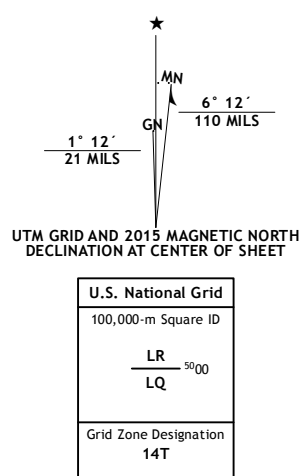 MN
6° 12´
110 MILS
GN
1° 12´
21 MILS
UTM GRID AND 2015 MAGNETIC NORTH
DECLINATION AT CENTER OF SHEET
U.S. National Grid
100,000-m Square ID
LR
5000
LQ
Grid Zone Designation
14T